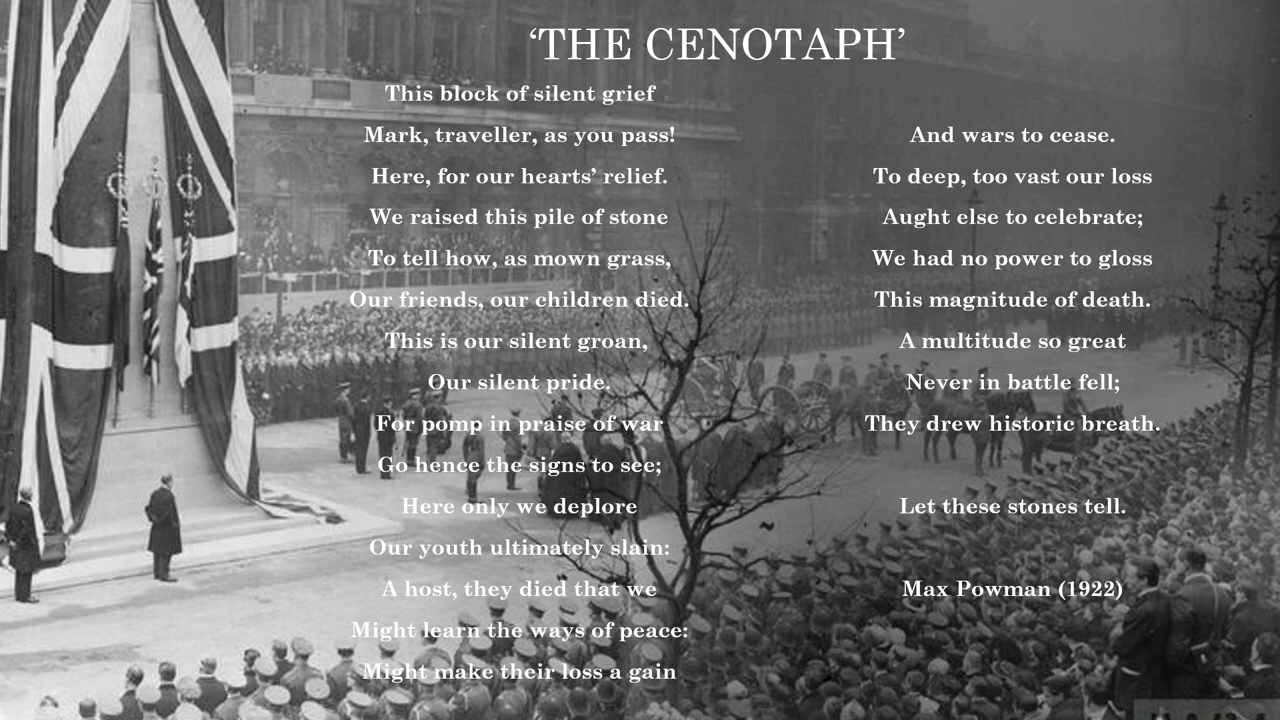 ‘THE CENOTAPH’
This block of silent grief
Mark, traveller, as you pass!
Here, for our hearts’ relief.
We raised this pile of stone
To tell how, as mown grass,
Our friends, our children died.
This is our silent groan,
Our silent pride.
For pomp in praise of war
Go hence the signs to see;
Here only we deplore
Our youth ultimately slain:
A host, they died that we
Might learn the ways of peace:
Might make their loss a gain
And wars to cease.
To deep, too vast our loss
Aught else to celebrate;
We had no power to gloss
This magnitude of death.
A multitude so great
Never in battle fell;
They drew historic breath.
Let these stones tell.
Max Powman (1922)